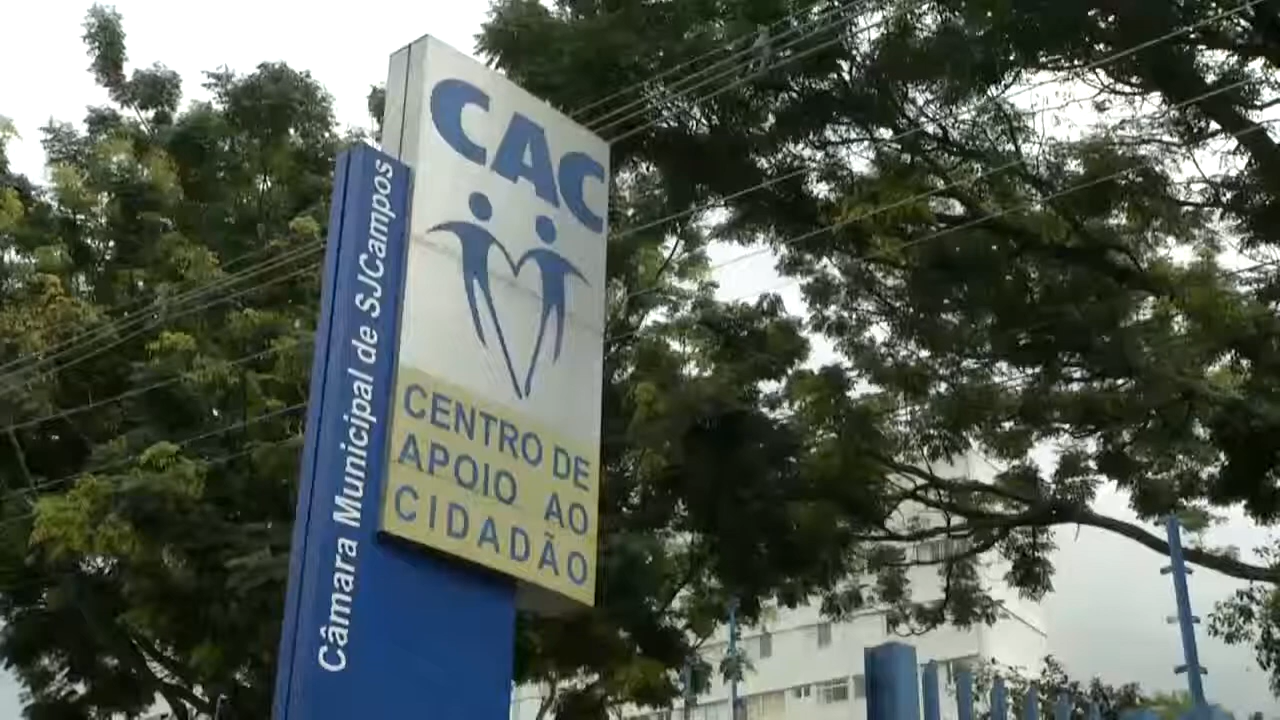 CAC
CENTRO DE
APOIO AO
CIDADÃO
Câmara Municipal de SJCampos